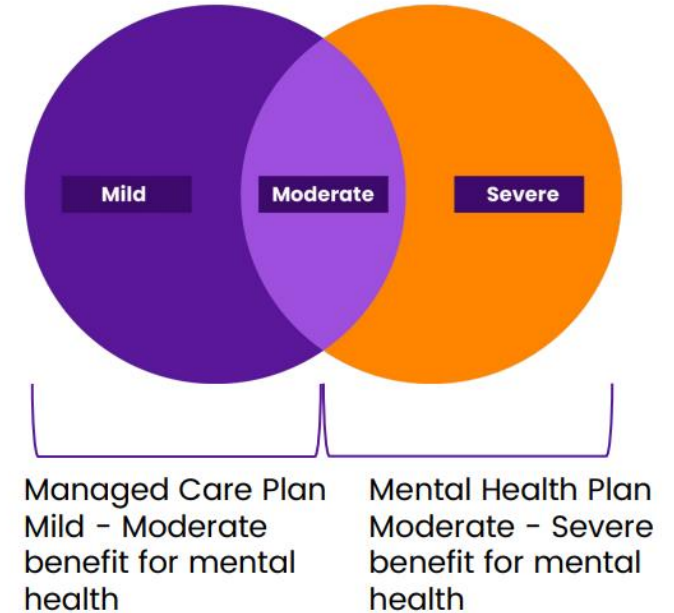 Mild
Moderate
Severe
Managed Care Plan
Mild - Moderate
benefit for mental
health
Mental Health Plan
Moderate - Severe
benefit for mental
health